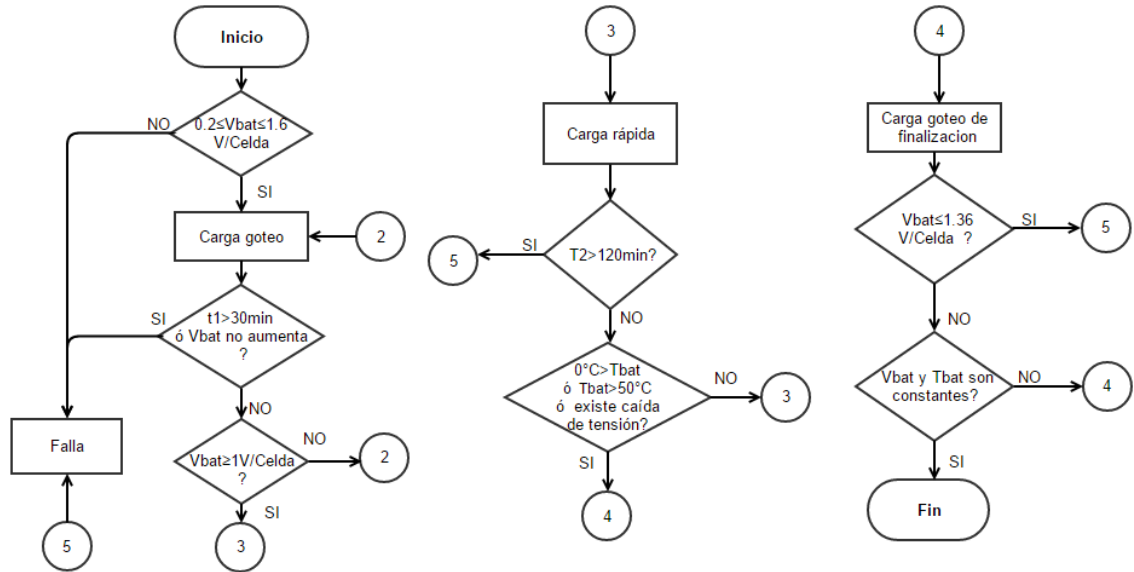 Inicio
0.2≤Vbat≤1.6
V/Celda
NO
SI
Carga goteo
2
t1>30min
ó Vbat no aumenta
?
SI
NO
Falla
Vbat≥1V/Celda
?
NO
2
SI
5
3
3
Carga rápida
T2>120min?
SI
5
NO
0°C>Tbat
ó Tbat>50°C
ó existe caída
de tensión?
NO
3
SI
4
4
Carga goteo de
finalizacion
Vbat≤1.36
V/Celda ?
SI
5
NO
Vbat y Tbat son
constantes?
NO
4
SI
Fin